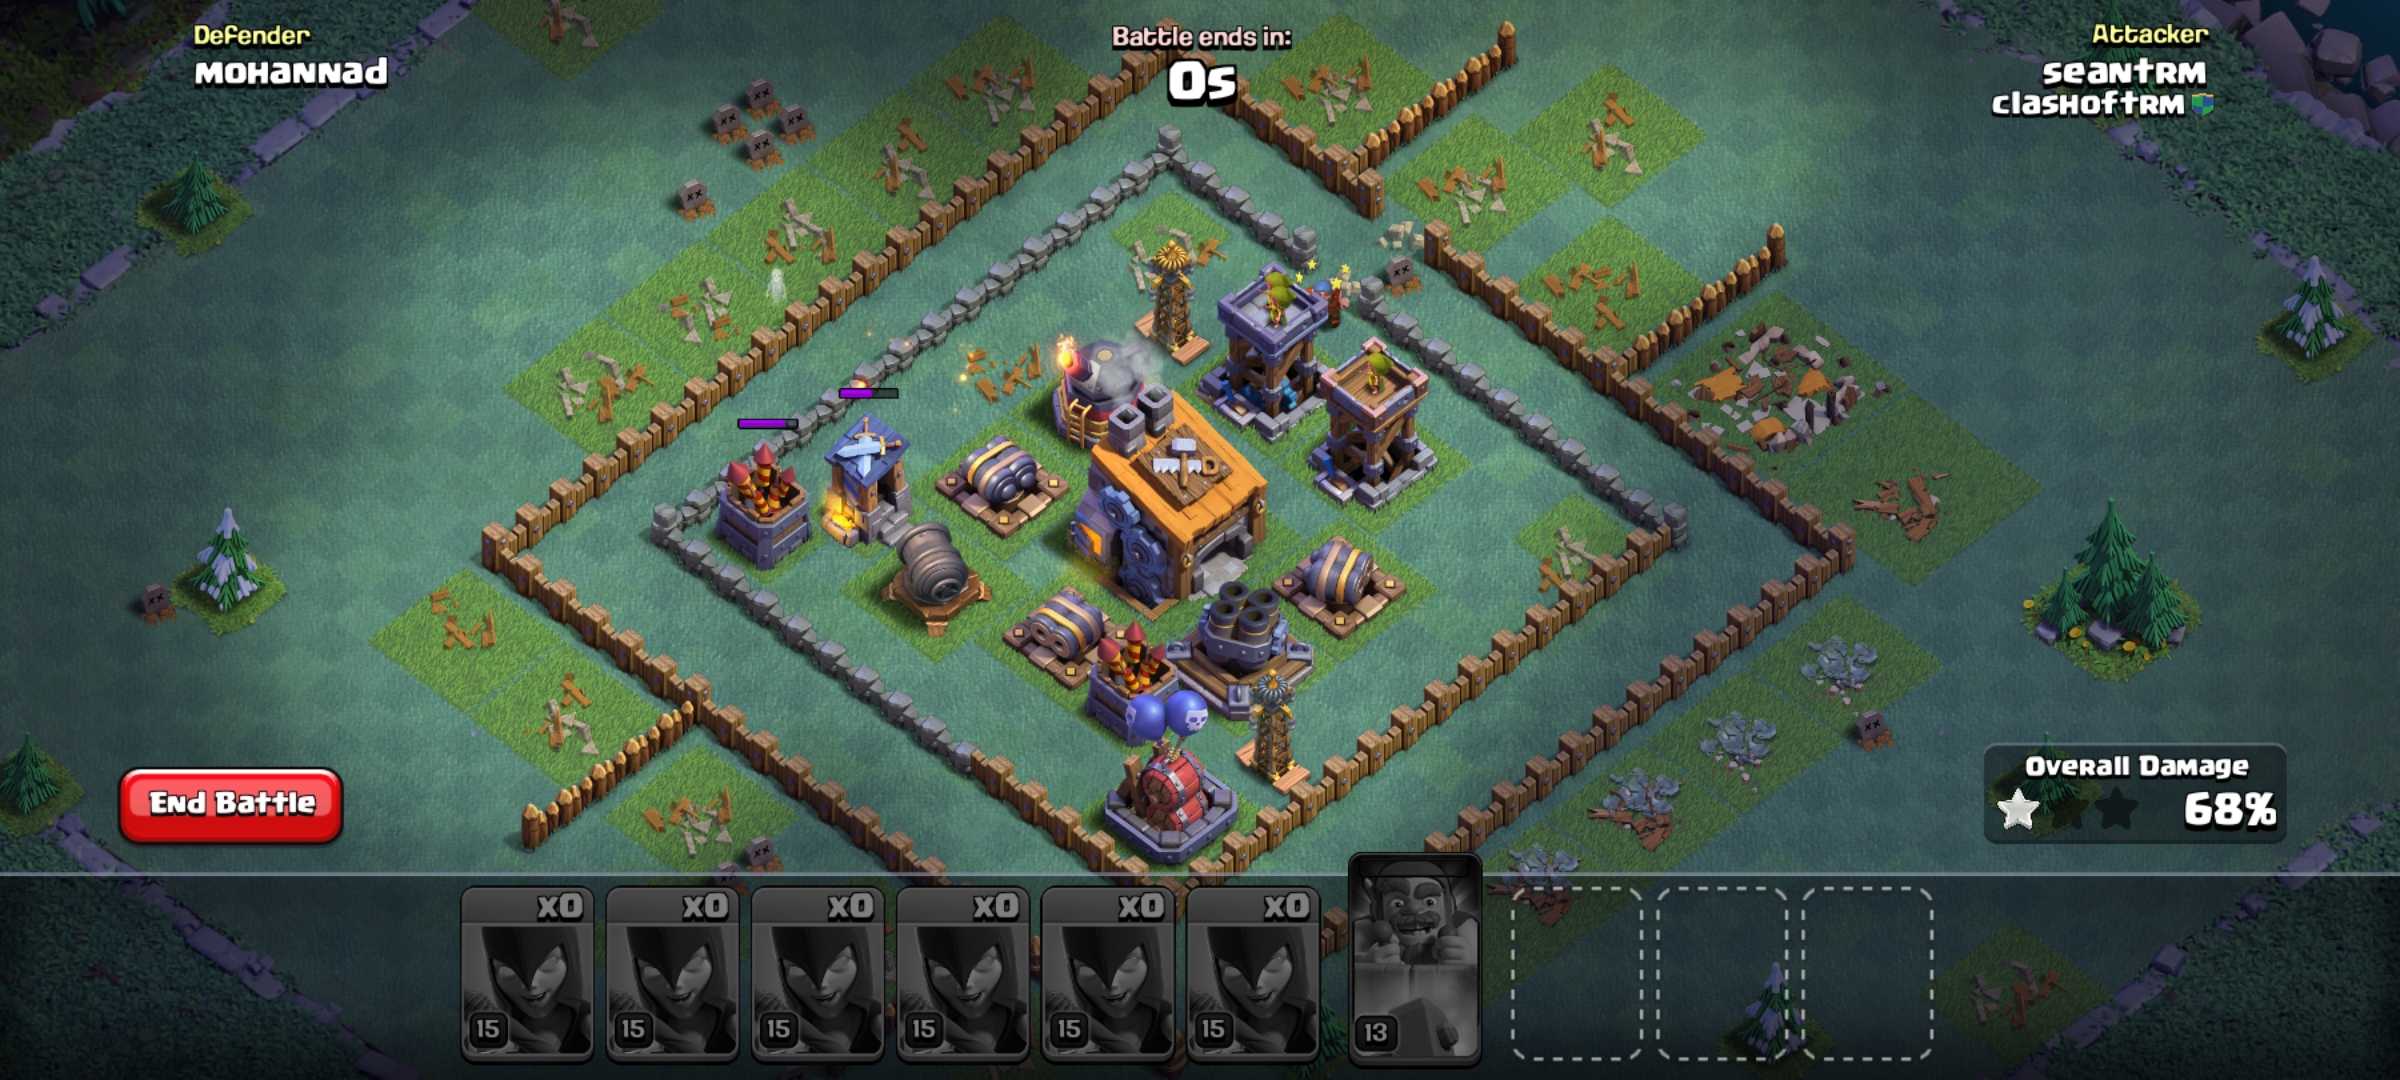 Defender
MOHANNAD
Battle ends in:
0s
Attacker
seantRM
clashoftRM
End Battle
Overall Damage
68%
x0
x0
x0
x0
x0
x0
15
15
15
15
15
15
13